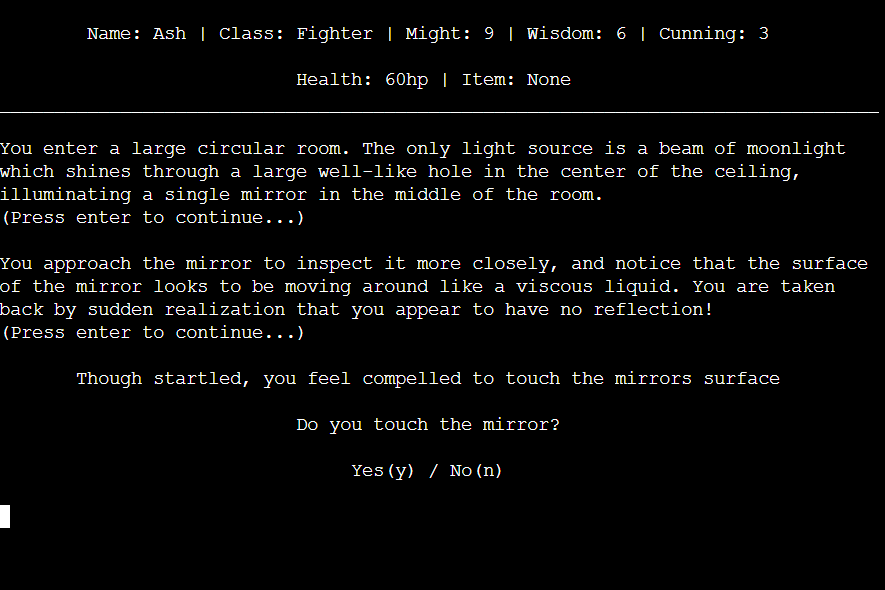 Name: Ash | Class: Fighter | Might: 9 | Wisdom: 6 | Cunning: 3
Health: 60hp | Item: None
You enter a large circular room. The only light source is a beam of moonlight
which shines through a large well-like hole in the center of the ceiling,
illuminating a single mirror in the middle of the room.
(Press enter to continue...)
You approach the mirror to inspect it more closely, and notice that the surface
of the mirror looks to be moving around like a viscous liquid. You are taken
back by sudden realization that you appear to have no reflection!
(Press enter to continue...)
Though startled, you feel compelled to touch the mirrors surface
Do you touch the mirror?
Yes(y) / No(n)